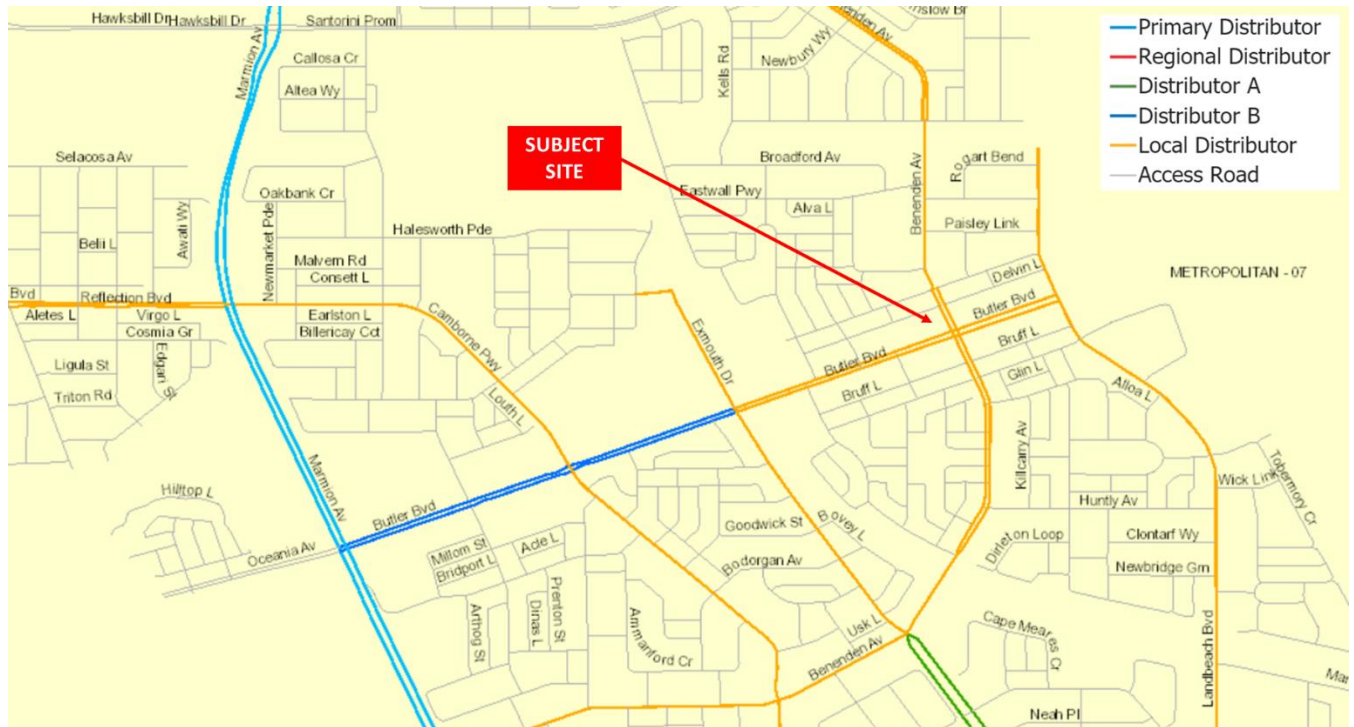 Hawksbill Dr
Hawksbill Dr
Santorini Prom
Marmion Av
Callosa Cr
Altea Wy
Kells Rd
Newbury Wy
Primary Distributor
Regional Distributor
Distributor A
Distributor B
Local Distributor
Access Road
SUBJECT
SITE
Selacosa Av
Awati Wy
Belii L
Oakbank Cr
Newmarket Pde
Malvern Rd
Consett L
Halesworth Pde
Broadford Av
Eastwall Pwy
Alva L
Benenden Av
Rogart Bend
Paisley Link
Delvin L
METROPOLITAN - 07
Bvd
Reflection Bvd
Aletes L
Virgo L
Cosmia Gr
Edgian St
Ligula St
Triton Rd
Earlston L
Billericay Cct
Camborne Pwy
Louth L
Exmouth Dr
Butler Bvd
Butler Bvd
Bruff L
Bruff L
Glin L
Alloa L
Killcarry Av
Hilltop L
Oceania Av
Marmion Av
Butler Bvd
Millom St
Bridport L
Acle L
Arthog St
Dinas L
Prenton St
Ammanford Cr
Goodwick St
Bodorgan Av
Bovey L
Usk L
Benenden Av
Huntly Av
Wick Link
Tobermory Cr
Dirleton Loop
Clontarf Wy
Newbridge Grn
Cape Meares Cr
Landbeach Bvd
Neah Pl